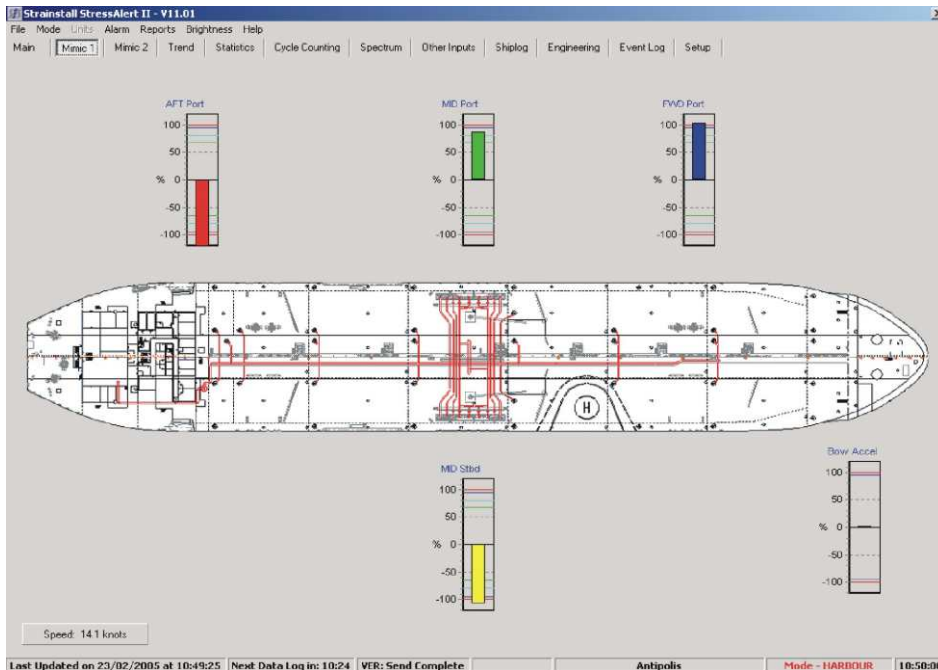 Strainstall StressAlert II - V11.01
File Mode Units Alarm Reports Brightness Help
Main Mimic 1 Mimic 2 Trend Statistics Cycle Counting Spectrum Other Inputs Shiplog Engineering Event Log Setup
AFT Port MID Port FWD Port
100 100 100
50 50 50
% 0 % 0 % 0
-50 -50 -50
-100 -100 -100
H
MID Stbd Bow Accel
100 100
50 50
% 0 % 0
-50 -50
-100 -100
Speed: 14.1 knots
Last Updated on 23/02/2005 at 10:49:25 Next Data Log in: 10:24 VER: Send Complete Antipolis Mode - HARBOUR